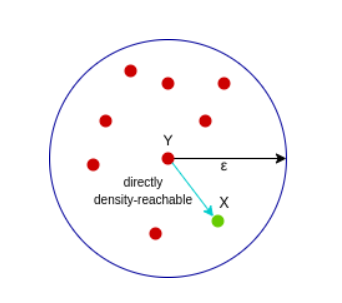 Y
ε
directly
density-reachable
X